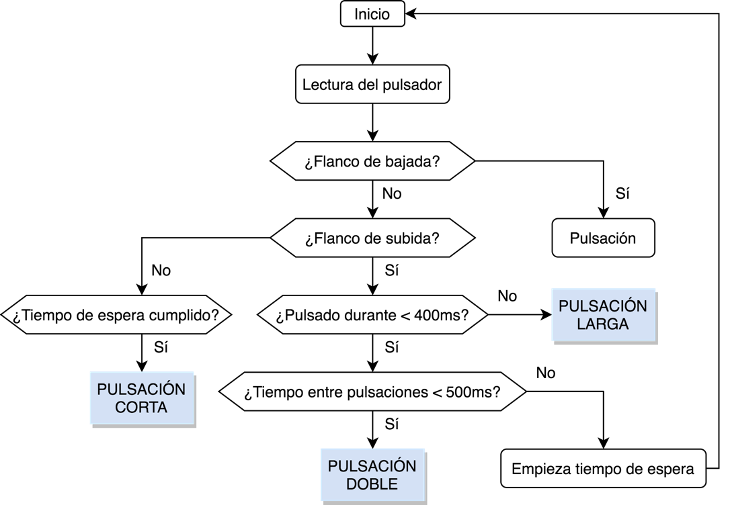 Inicio
Lectura del pulsador
¿Flanco de bajada?
No
Sí
¿Flanco de subida?
Pulsación
No
Sí
¿Tiempo de espera cumplido?
¿Pulsado durante < 400ms?
No
PULSACIÓN
LARGA
Sí
Sí
PULSACIÓN
CORTA
¿Tiempo entre pulsaciones < 500ms?
No
Sí
PULSACIÓN
DOBLE
Empieza tiempo de espera